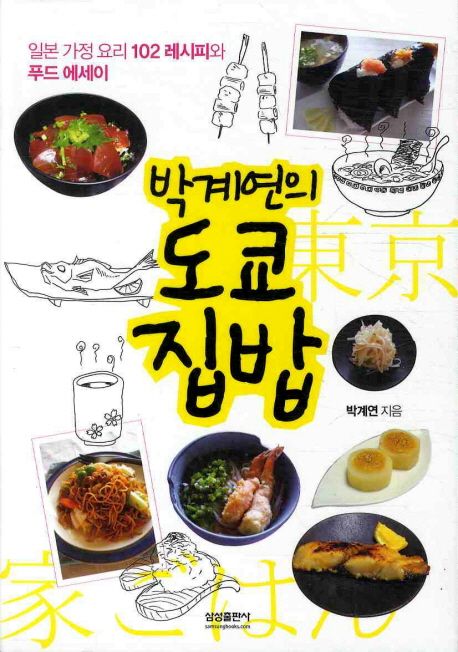 일본 가정 요리 102 레시피와
푸드 에세이
박계연의
도쿄
東京
집밥
박계연 지음
家ごはん
삼성출판사
samsungbooks.com